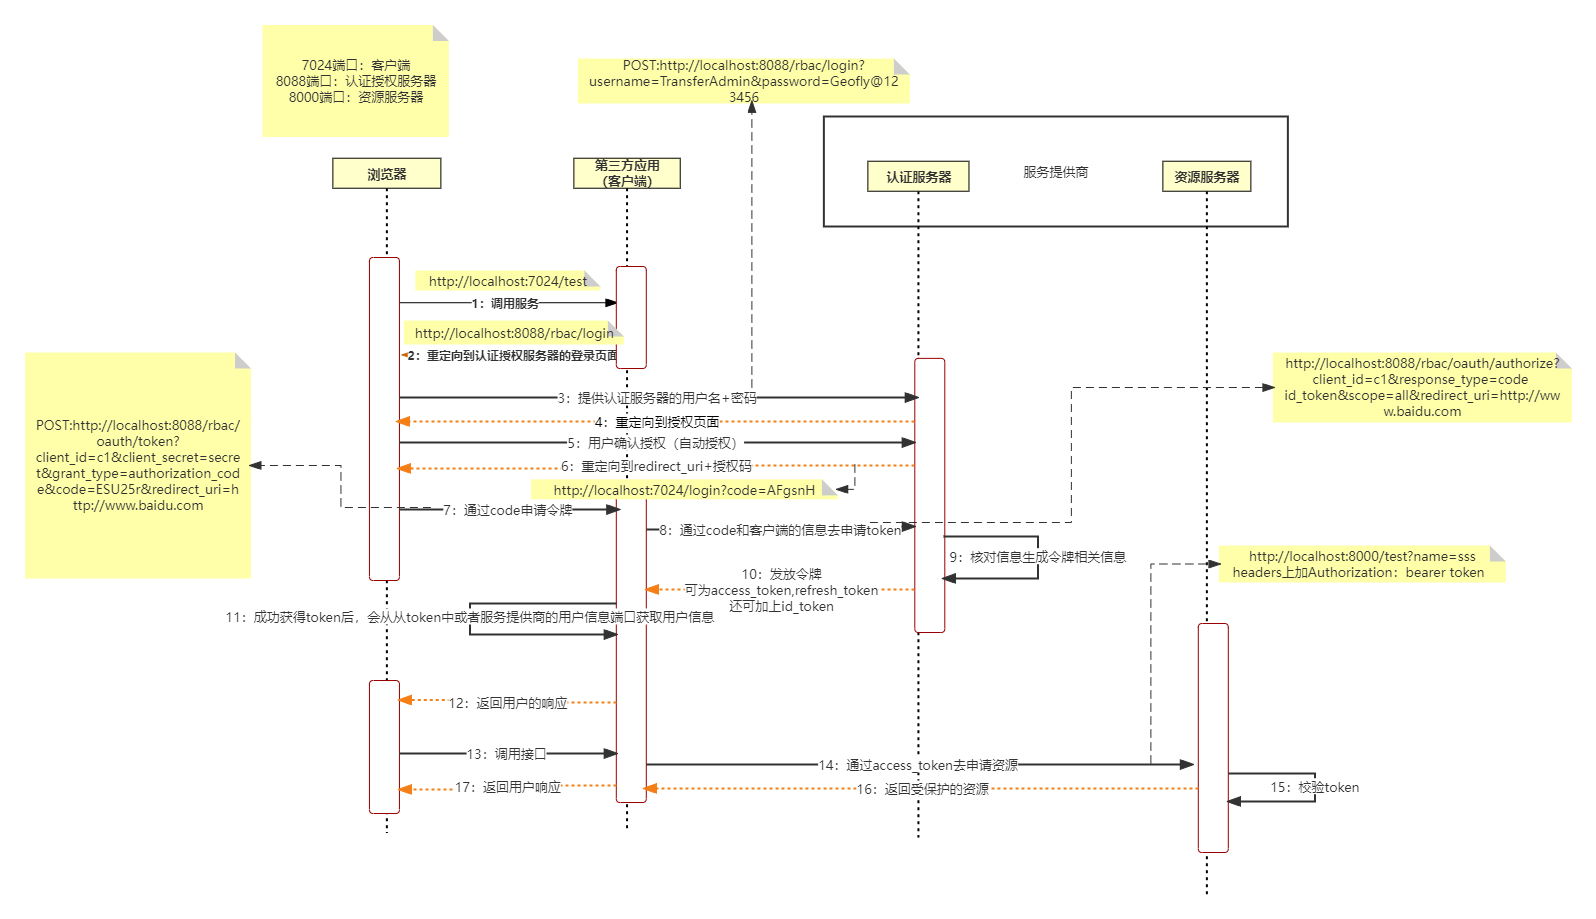 7024端口：客户端
8088端口：认证授权服务器
8000端口：资源服务器
POST:http://localhost:8088/rbac/login?
username=TransferAdmin&password=Geofly@12
3456
浏览器
第三方应用
（客户端）
认证服务器
服务提供商
资源服务器
http://localhost:7024/test
1：调用服务
http://localhost:8088/rbac/login
2：重定向到认证授权服务器的登录页面
http://localhost:8088/rbac/oauth/authorize?
client_id=c1&response_type=code
id_token&scope=all&redirect_uri=http://ww
w.baidu.com
3：提供认证服务器的用户名+密码
4：重定向到授权页面
5：用户确认授权（自动授权）
6：重定向到redirect_uri+授权码
POST:http://localhost:8088/rbac/
oauth/token?
client_id=c1&client_secret=secre
t&grant_type=authorization_cod
e&code=ESU25r&redirect_uri=h
ttp://www.baidu.com
http://localhost:7024/login?code=AFgsnH
7：通过code申请令牌
8：通过code和客户端的信息去申请token
9：核对信息生成令牌相关信息
http://localhost:8000/test?name=sss
headers上加Authorization：bearer token
10：发放令牌
可为access_token,refresh_token
还可加上id_token
11：成功获得token后，会从从token中或者服务提供商的用户信息端口获取用户信息
12：返回用户的响应
13：调用接口
14：通过access_token去申请资源
15：校验token
16：返回受保护的资源
17：返回用户响应